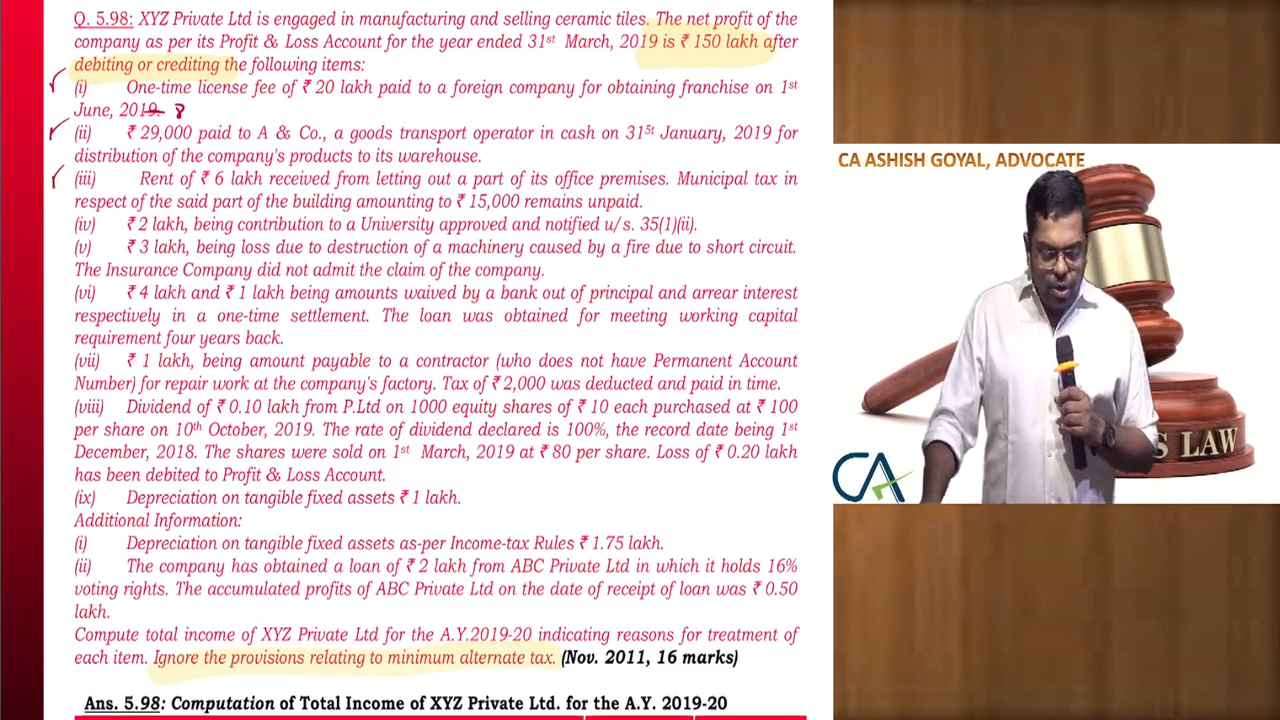 Q. 5.98: XYZ Private Ltd is engaged in manufacturing and selling ceramic tiles. The net profit of the
company as per its Profit & Loss Account for the year ended 31st March, 2019 is ₹ 150 lakh after
debiting or crediting the following items:
(i) One-time license fee of ₹ 20 lakh paid to a foreign company for obtaining franchise on 1st
June, 2019. 8
(ii) ₹ 29,000 paid to A & Co., a goods transport operator in cash on 31st January, 2019 for
distribution of the company's products to its warehouse.
(iii) Rent of ₹ 6 lakh received from letting out a part of its office premises. Municipal tax in
respect of the said part of the building amounting to ₹ 15,000 remains unpaid.
(iv) ₹ 2 lakh, being contribution to a University approved and notified u/s. 35(1)(ii).
(v) ₹ 3 lakh, being loss due to destruction of a machinery caused by a fire due to short circuit.
The Insurance Company did not admit the claim of the company.
(vi) ₹ 4 lakh and ₹ 1 lakh being amounts waived by a bank out of principal and arrear interest
respectively in a one-time settlement. The loan was obtained for meeting working capital
requirement four years back.
(vii) ₹ 1 lakh, being amount payable to a contractor (who does not have Permanent Account
Number) for repair work at the company's factory. Tax of ₹ 2,000 was deducted and paid in time.
(viii) Dividend of ₹ 0.10 lakh from P.Ltd on 1000 equity shares of ₹ 10 each purchased at ₹ 100
per share on 10th October, 2019. The rate of dividend declared is 100%, the record date being 1st
December, 2018. The shares were sold on 1st March, 2019 at ₹ 80 per share. Loss of ₹ 0.20 lakh
has been debited to Profit & Loss Account.
(ix) Depreciation on tangible fixed assets ₹ 1 lakh.
Additional Information:
(i) Depreciation on tangible fixed assets as-per Income-tax Rules ₹ 1.75 lakh.
(ii) The company has obtained a loan of ₹ 2 lakh from ABC Private Ltd in which it holds 16%
voting rights. The accumulated profits of ABC Private Ltd on the date of receipt of loan was ₹ 0.50
lakh.
Compute total income of XYZ Private Ltd for the A.Y.2019-20 indicating reasons for treatment of
each item. Ignore the provisions relating to minimum alternate tax. (Nov. 2011, 16 marks)
Ans. 5.98: Computation of Total Income of XYZ Private Ltd. for the A.Y. 2019-20
CA ASHISH GOYAL, ADVOCATE
S LAW
CA